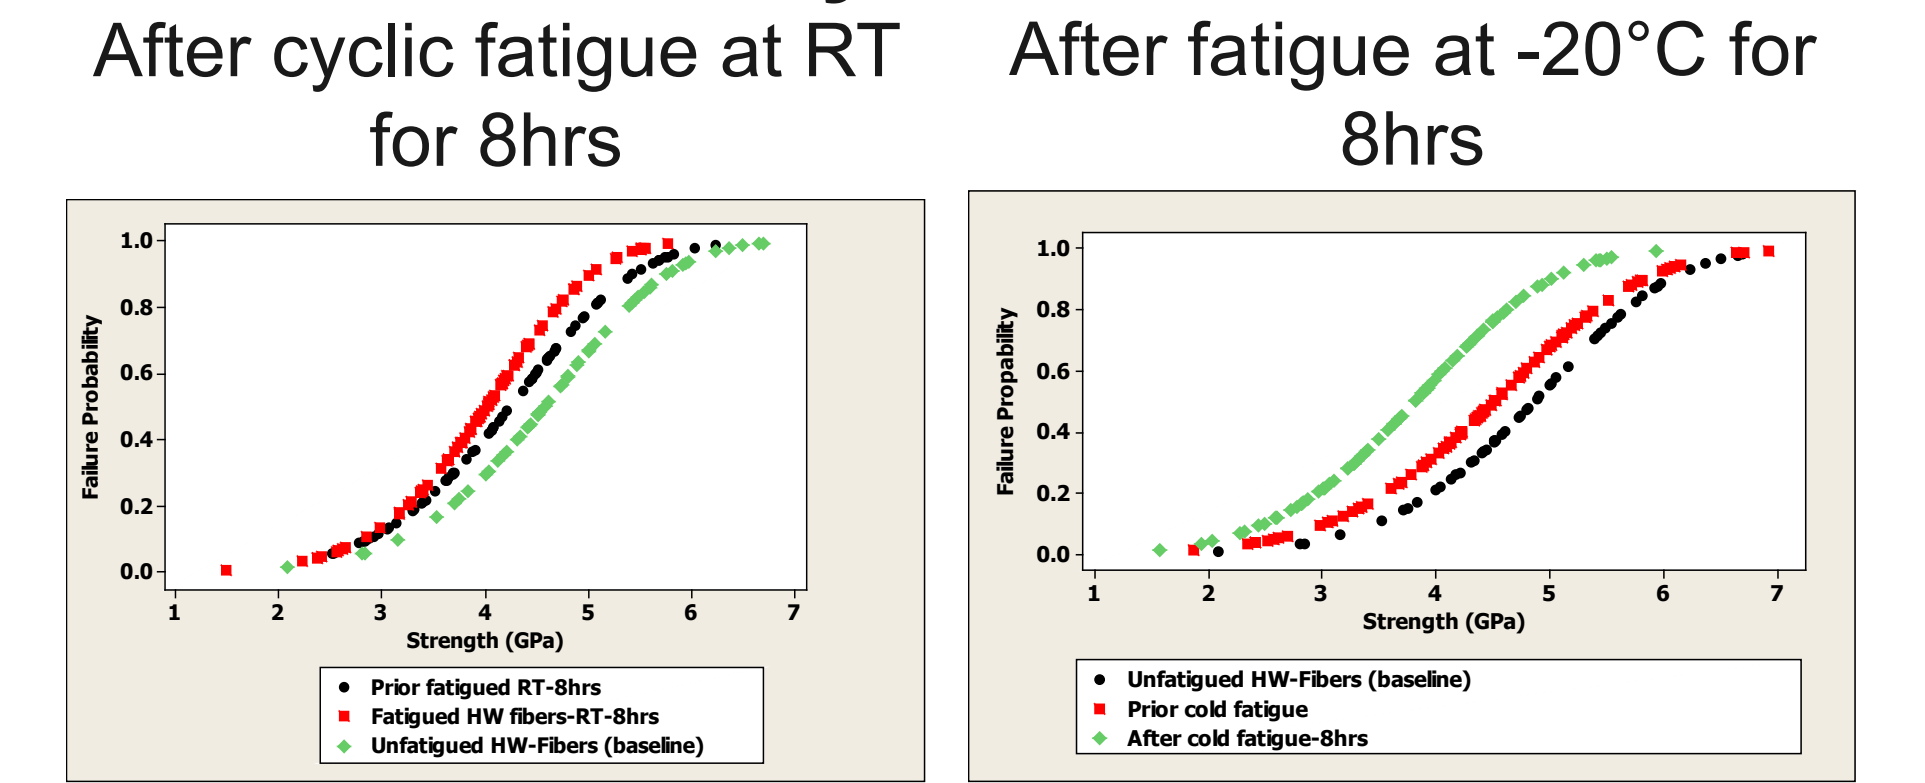 After cyclic fatigue at RT
for 8hrs
1.0
0.8
0.6
0.4
0.2
0.0
Failure Probability
1 2 3 4 5 6 7
Strength (GPa)
Prior fatigued RT-8hrs
Fatigued HW fibers-RT-8hrs
Unfatigued HW-Fibers (baseline)
After fatigue at -20°C for
8hrs
1.0
0.8
0.6
0.4
0.2
0.0
Failure Propability
1 2 3 4 5 6 7
Strength (GPa)
Unfatigued HW-Fibers (baseline)
Prior cold fatigue
After cold fatigue-8hrs